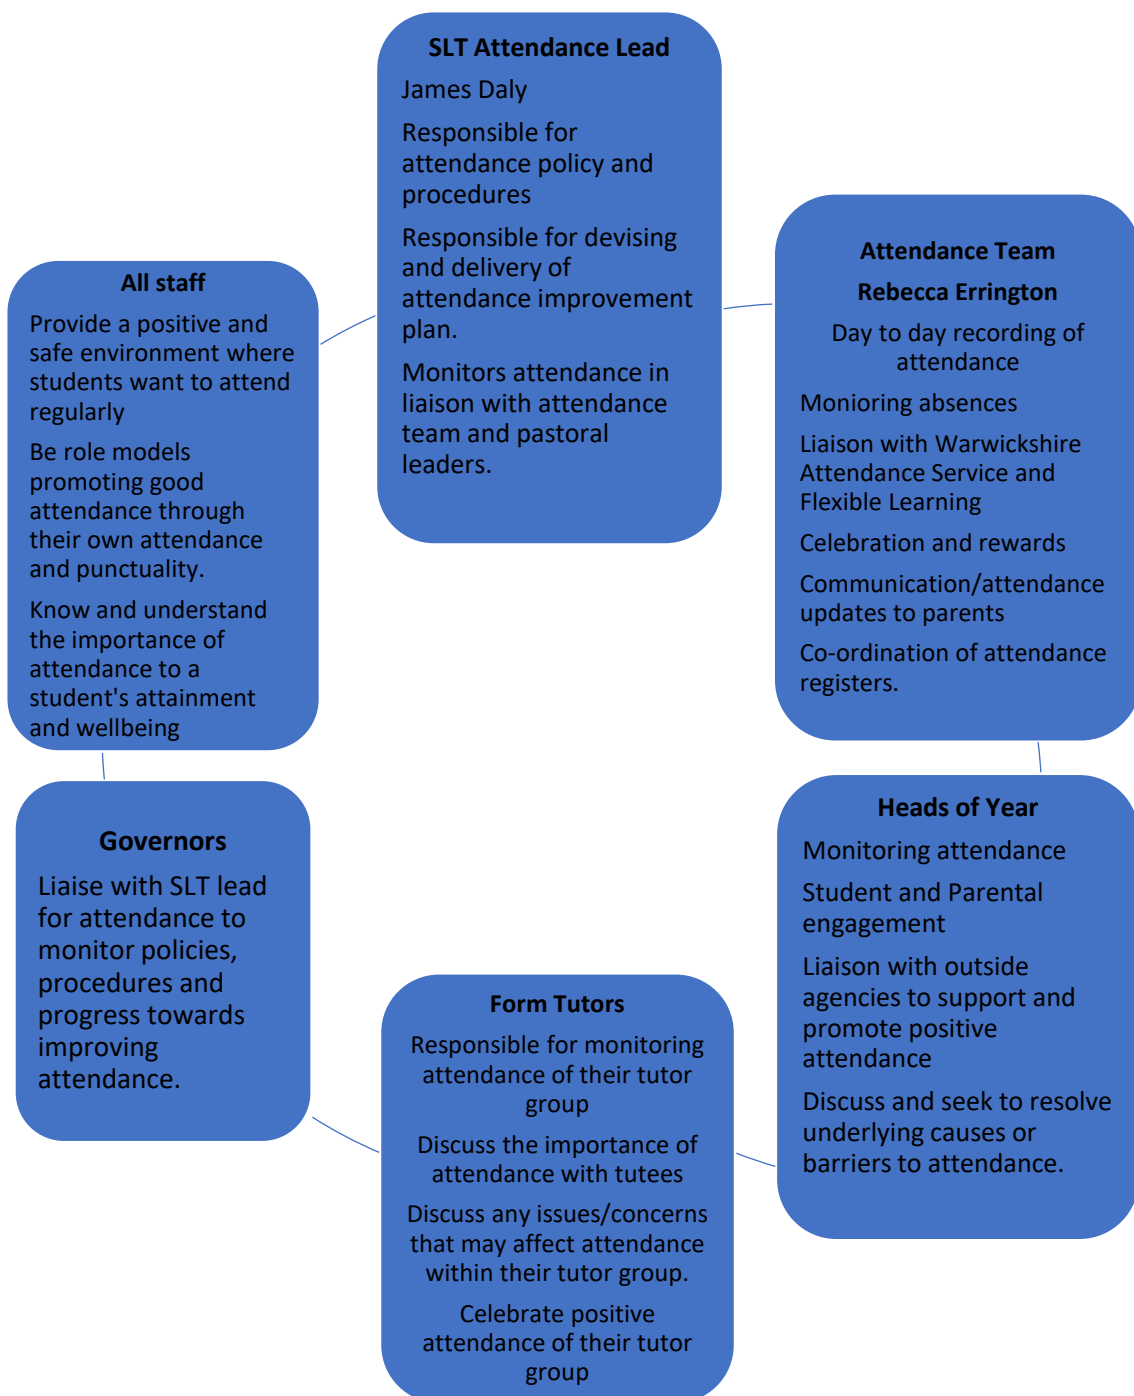 SLT Attendance Lead
James Daly
Responsible for
attendance policy and
procedures
Responsible for devising
and delivery of
attendance improvement
plan.
Monitors attendance in
liaison with attendance
team and pastoral
leaders.
Attendance Team
Rebecca Errington
Day to day recording of
attendance
Monioring absences
Liaison with Warwickshire
Attendance Service and
Flexible Learning
Celebration and rewards
Communication/attendance
updates to parents
Co-ordination of attendance
registers.
Heads of Year
Monitoring attendance
Student and Parental
engagement
Liaison with outside
agencies to support and
promote positive
attendance
Discuss and seek to resolve
underlying causes or
barriers to attendance.
Form Tutors
Responsible for monitoring
attendance of their tutor
group
Discuss the importance of
attendance with tutees
Discuss any issues/concerns
that may affect attendance
within their tutor group.
Celebrate positive
attendance of their tutor
group
Governors
Liaise with SLT lead
for attendance to
monitor policies,
procedures and
progress towards
improving
attendance.
All staff
Provide a positive and
safe environment where
students want to attend
regularly
Be role models
promoting good
attendance through
their own attendance
and punctuality.
Know and understand
the importance of
attendance to a
student's attainment
and wellbeing